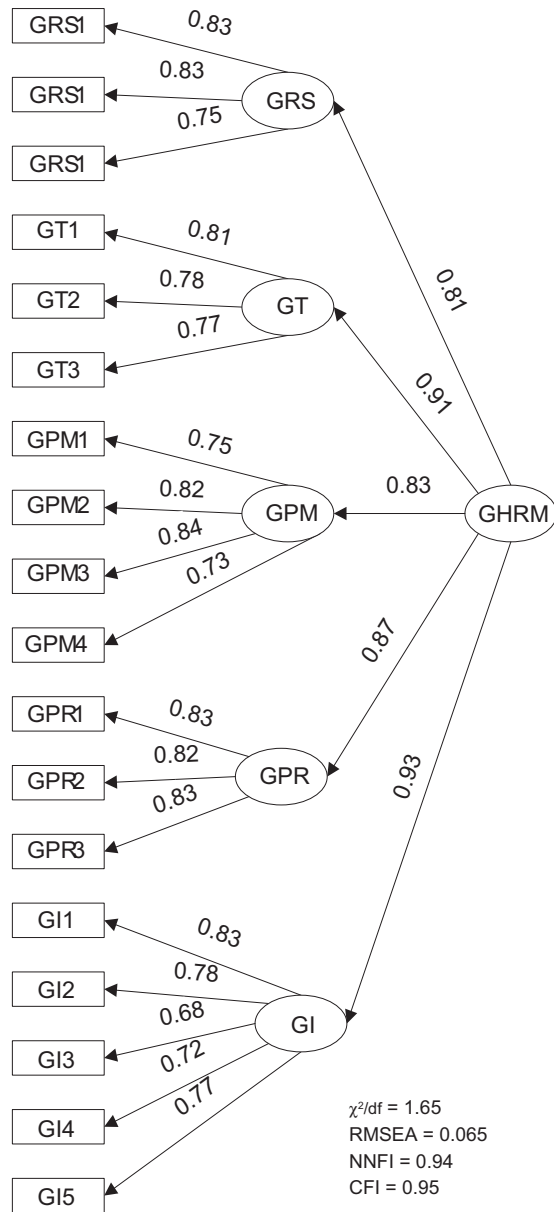 GRS1
0.83
GRS1
0.83
GRS
0.75
GRS1
GT1
0.81
GT2
0.78
GT
0.77
GT3
0.81
0.91
GPM1
0.75
GPM2
0.82
GPM
0.83
GHRM
GPM3
0.84
0.73
GPM4
0.87
GPR1
0.83
GPR2
0.82
GPR
0.83
GPR3
0.93
GI1
0.83
GI2
0.78
0.68
GI
GI3
0.72
GI4
0.77
GI5
χ²/df = 1.65
RMSEA = 0.065
NNFI = 0.94
CFI = 0.95